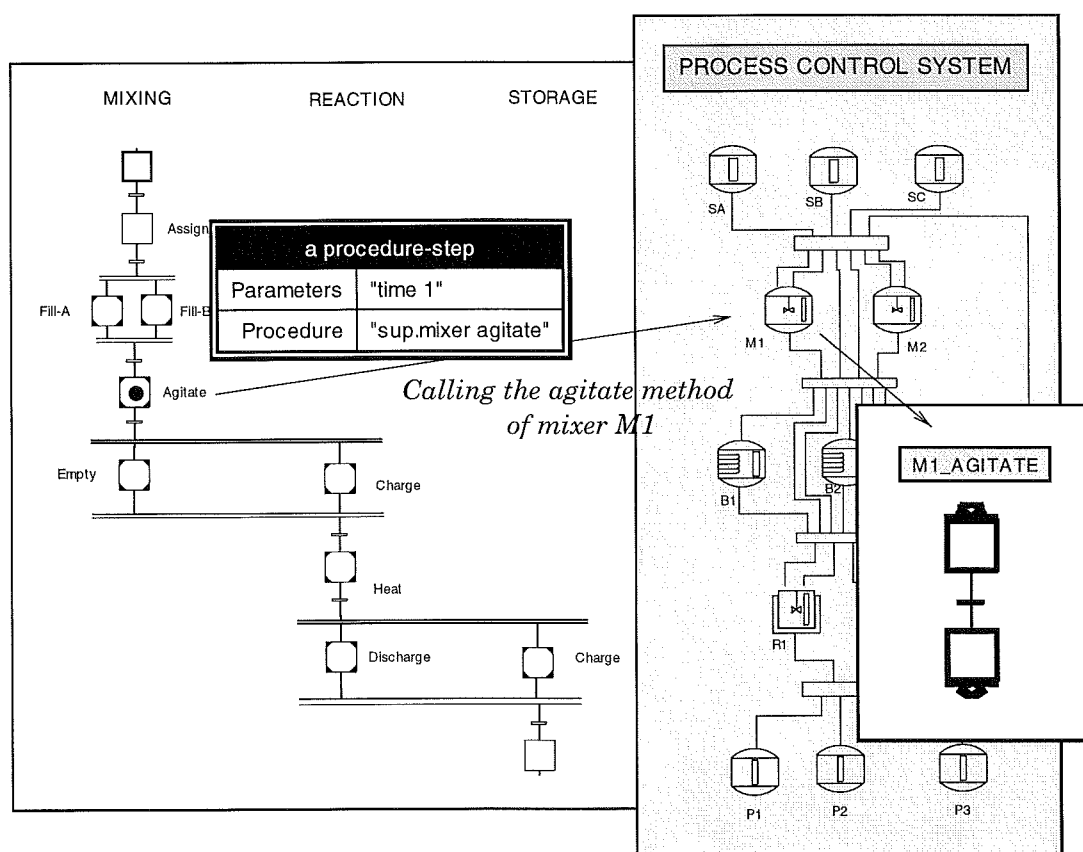 PROCESS CONTROL SYSTEM
MIXING
REACTION
STORAGE
SA
SB
SC
Assign
a procedure-step
Parameters
"time 1"
Procedure
"sup.mixer agitate"
Fill-A
Fill-B
M1
M2
Agitate
Calling the agitate method
of mixer M1
M1_AGITATE
Empty
Charge
B1
B2
Heat
R1
Discharge
Charge
P1
P2
P3